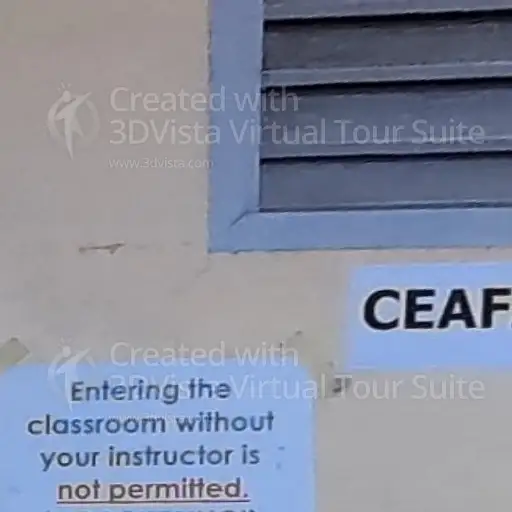 Created with
3DVista Virtual Tour Suite
www.3dvista.com
CEAF
Created with
3DVista Virtual Tour Suite
Entering the
classroom without
your instructor is
not permitted.